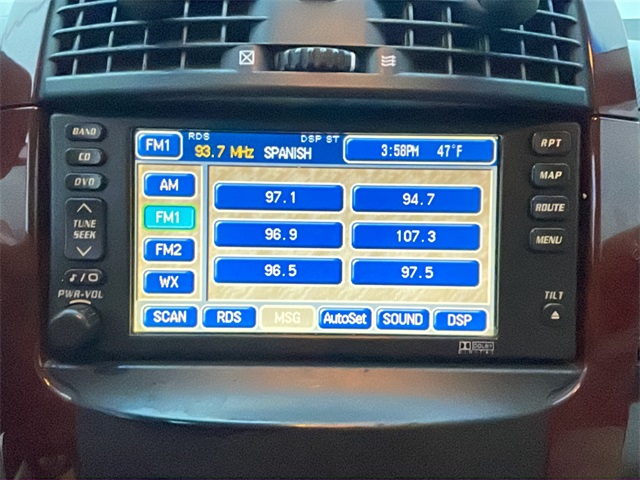 BAND
CD
DVD
TUNE
SEEK
PWR-VOL
RDS
DSP ST
FM1
93.7 MHz SPANISH
3:58PM 47°F
AM
FM1
FM2
WX
97.1
94.7
96.9
107.3
96.5
97.5
SCAN
RDS
MSG
AutoSet
SOUND
DSP
RPT
MAP
ROUTE
MENU
TILT
DOLBY
DIGITAL